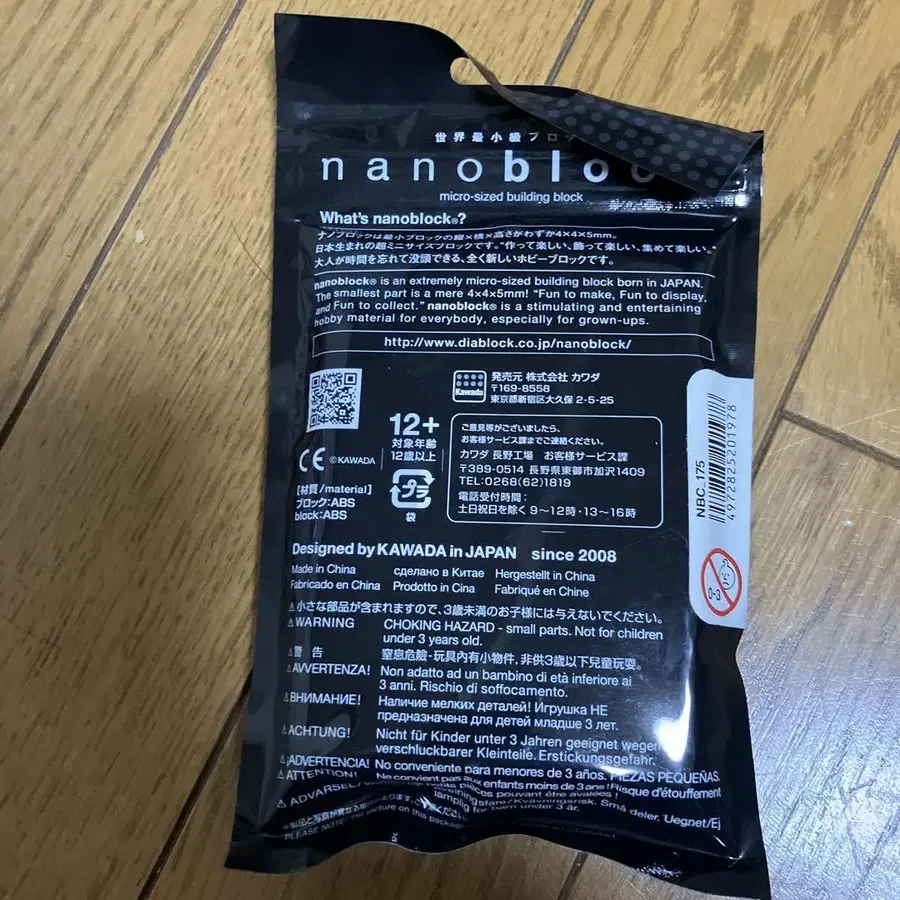 世界最小級ブロッ
nanobloc
micro-sized building block
What's nanoblock®?
ナノブロックは最小ブロックの縦×横×高さがわずか4×4×5mm。
日本生まれの超ミニサイズブロックです。"作って楽しい、飾って楽しい、集めて楽しい。"
大人が時間を忘れて没頭できる、全く新しいホビーブロックです。
nanoblock® is an extremely micro-sized building block born in JAPAN.
The smallest part is a mere 4×4×5mm! "Fun to make, Fun to display,
and Fun to collect." nanoblock® is a stimulating and entertaining
hobby material for everybody, especially for grown-ups.
http://www.diablock.co.jp/nanoblock/
Kawada
発売元 株式会社 カワダ
〒169-8558
東京都新宿区大久保 2-5-25
12+
対象年齢
12歳以上
CE ©KAWADA
プラ
袋
[材質/material]
ブロック:ABS
block:ABS
ご意見等がございましたら、
お客様サービス課までご連絡ください。
カワダ 長野工場 お客様サービス課
〒389-0514 長野県東御市加沢1409
TEL:0268(62)1819
電話受付時間:
土日祝日を除く 9〜12時・13〜16時
NBC_175
4972825201978
0-3
Designed by KAWADA in JAPAN since 2008
Made in China сделано в Китае Hergestellt in China
Fabricado en China Prodotto in Cina Fabriqué en Chine
⚠小さな部品が含まれますので、3歳未満のお子様には与えないでください。
⚠WARNING CHOKING HAZARD - small parts. Not for children
under 3 years old.
⚠警告 窒息危險-玩具內有小物件，非供3歲以下兒童玩耍。
⚠AVVERTENZA! Non adatto ad un bambino di età inferiore ai
3 anni. Rischio di soffocamento.
⚠ВНИМАНИЕ! Наличие мелких деталей! Игрушка НЕ
предназначена для детей младше 3 лет.
⚠ACHTUNG! Nicht für Kinder unter 3 Jahren geeignet wegen
verschluckbarer Kleinteile. Erstickungsgefahr.
⚠ADVERTENCIA! No conveniente para menores de 3 años. PIEZAS PEQUEÑAS.
⚠ATTENTION! Ne convient pas aux enfants moins de 3 ans! Risque d'étouffement
pièces pouvant être avalées!
⚠ADVARSEL/ Små deler. Uegnet/Ej
lämplig for barn under 3 år.
PLEASE NOTE: picture on this package